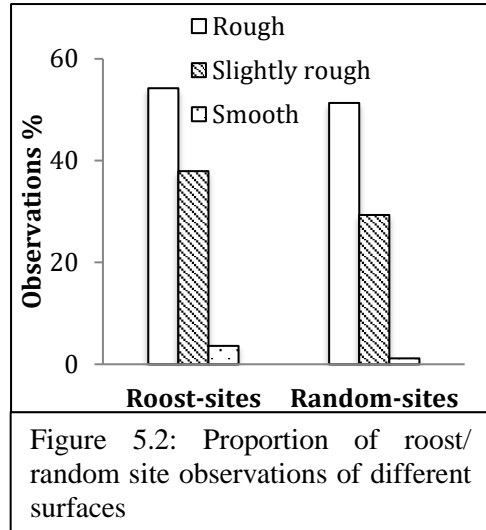 60
40
20
0
Observations %
Rough
Slightly rough
Smooth
Roost-sites Random-sites
Figure 5.2: Proportion of roost/
random site observations of different
surfaces